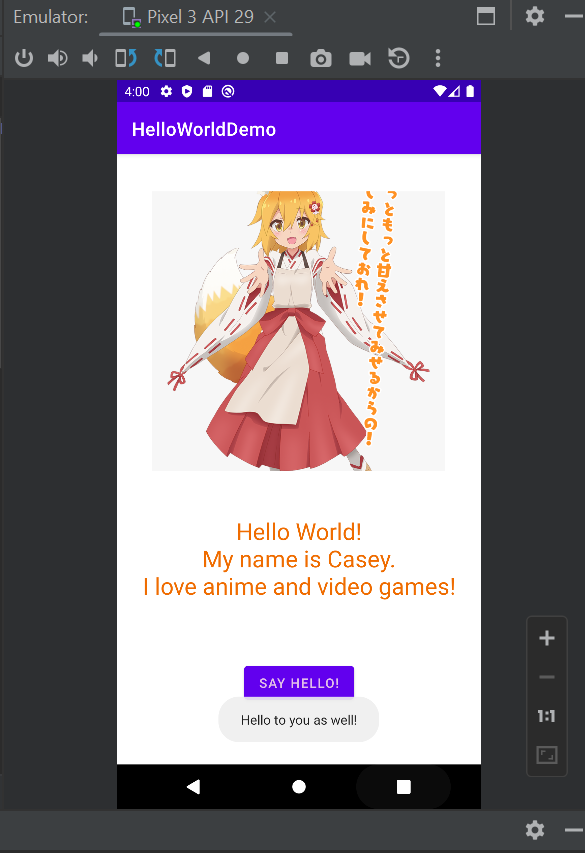 Emulator: Pixel 3 API 29
4:00
HelloWorldDemo
っともっと甘えさせてみせるからの!
てみにしておれ!
Hello World!
My name is Casey.
I love anime and video games!
SAY HELLO!
Hello to you as well!
1:1